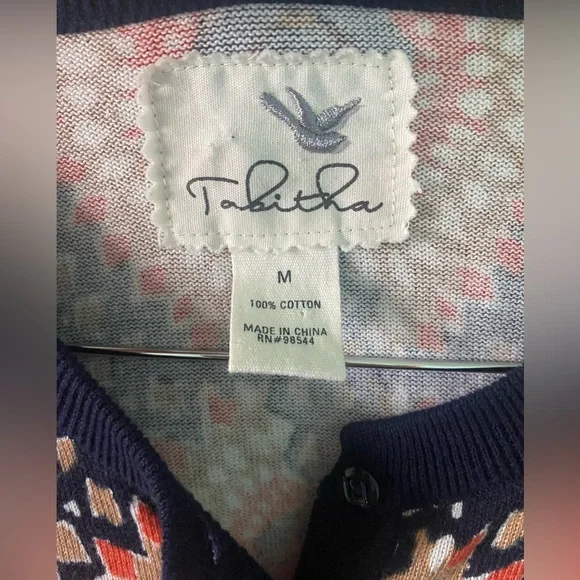 Tabitha
M
100% COTTON
MADE IN CHINA
RN#98544